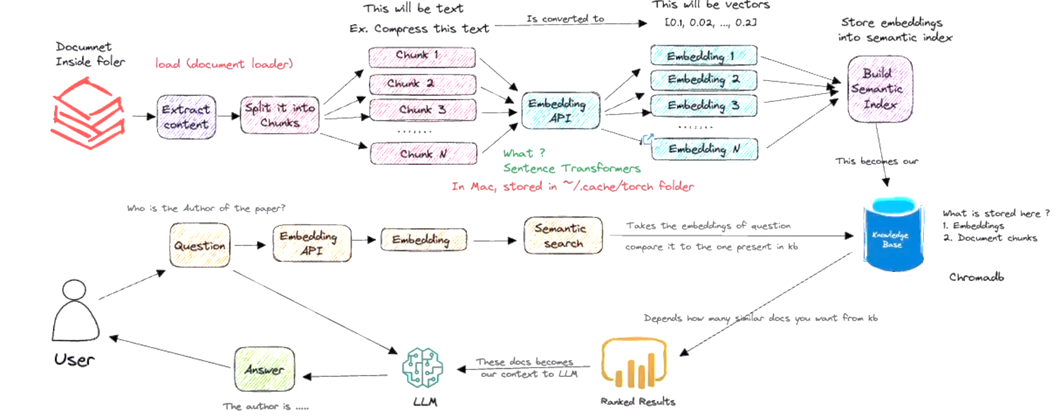 This will be text
Ex. Compress this text
Is converted to
This will be vectors
[0.1, 0.02, ..., 0.2]
Store embeddings
into semantic index
Documnet
Inside foler
load (document loader)
Extract
content
Split it into
Chunks
Chunk 1
Chunk 2
Chunk 3
.......
Chunk N
Embedding
API
Embedding 1
Embedding 2
Embedding 3
......
Embedding N
Build
Semantic
Index
What ?
Sentence Transformers
In Mac, stored in ~/.cache/torch folder
This becomes our
Who is the Author of the paper?
Question
Embedding
API
Embedding
Semantic
search
Takes the embeddings of question
compare it to the one present in kb
Knowledge
Base
What is stored here ?
1. Embeddings
2. Document chunks
Chromadb
Depends how many similar docs you want from kb
User
Answer
The author is .....
LLM
These docs becomes
our context to LLM
Ranked Results